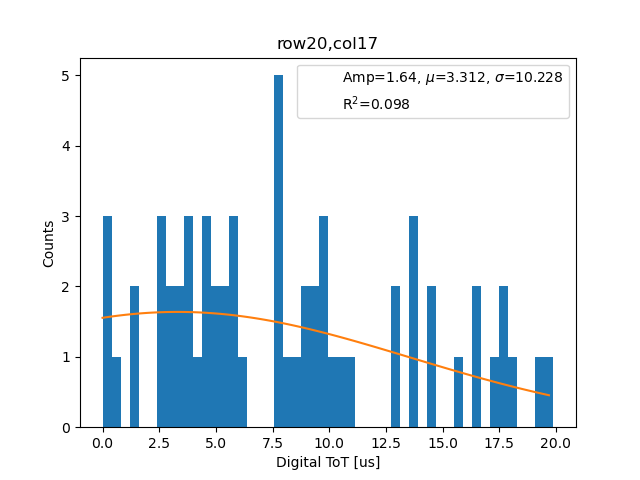 row20,col17
Amp=1.64, μ=3.312, σ=10.228
R²=0.098
Counts
5
4
3
2
1
0
0.0 2.5 5.0 7.5 10.0 12.5 15.0 17.5 20.0
Digital ToT [us]